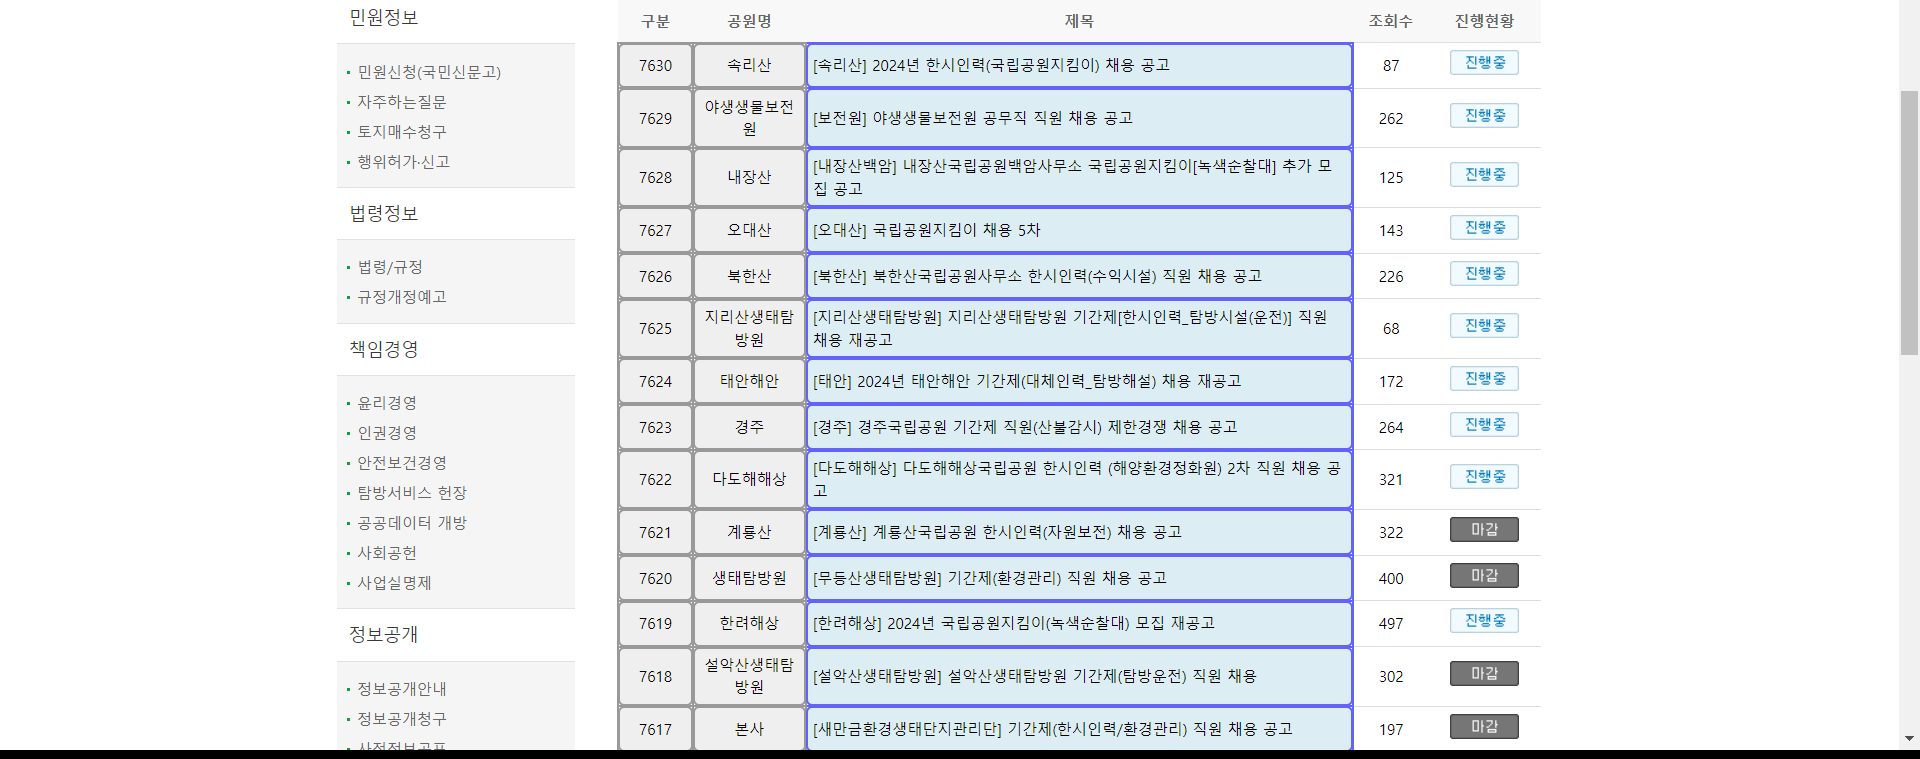 민원정보
민원신청(국민신문고)
자주하는질문
토지매수청구
행위허가·신고
법령정보
법령/규정
규정개정예고
책임경영
윤리경영
인권경영
안전보건경영
탐방서비스 헌장
공공데이터 개방
사회공헌
사업실명제
정보공개
정보공개안내
정보공개청구
사전정보공표
구분 공원명 제목 조회수 진행현황
7630 속리산 [속리산] 2024년 한시인력(국립공원지킴이) 채용 공고 87 진행중
7629 야생생물보전원 [보전원] 야생생물보전원 공무직 직원 채용 공고 262 진행중
7628 내장산 [내장산백암] 내장산국립공원백암사무소 국립공원지킴이[녹색순찰대] 추가 모
집 공고 125 진행중
7627 오대산 [오대산] 국립공원지킴이 채용 5차 143 진행중
7626 북한산 [북한산] 북한산국립공원사무소 한시인력(수익시설) 직원 채용 공고 226 진행중
7625 지리산생태탐방원 [지리산생태탐방원] 지리산생태탐방원 기간제[한시인력_탐방시설(운전)] 직원
채용 재공고 68 진행중
7624 태안해안 [태안] 2024년 태안해안 기간제(대체인력_탐방해설) 채용 재공고 172 진행중
7623 경주 [경주] 경주국립공원 기간제 직원(산불감시) 제한경쟁 채용 공고 264 진행중
7622 다도해해상 [다도해해상] 다도해해상국립공원 한시인력 (해양환경정화원) 2차 직원 채용 공
고 321 진행중
7621 계룡산 [계룡산] 계룡산국립공원 한시인력(자원보전) 채용 공고 322 마감
7620 생태탐방원 [무등산생태탐방원] 기간제(환경관리) 직원 채용 공고 400 마감
7619 한려해상 [한려해상] 2024년 국립공원지킴이(녹색순찰대) 모집 재공고 497 진행중
7618 설악산생태탐방원 [설악산생태탐방원] 설악산생태탐방원 기간제(탐방운전) 직원 채용 302 마감
7617 본사 [새만금환경생태단지관리단] 기간제(한시인력/환경관리) 직원 채용 공고 197 마감